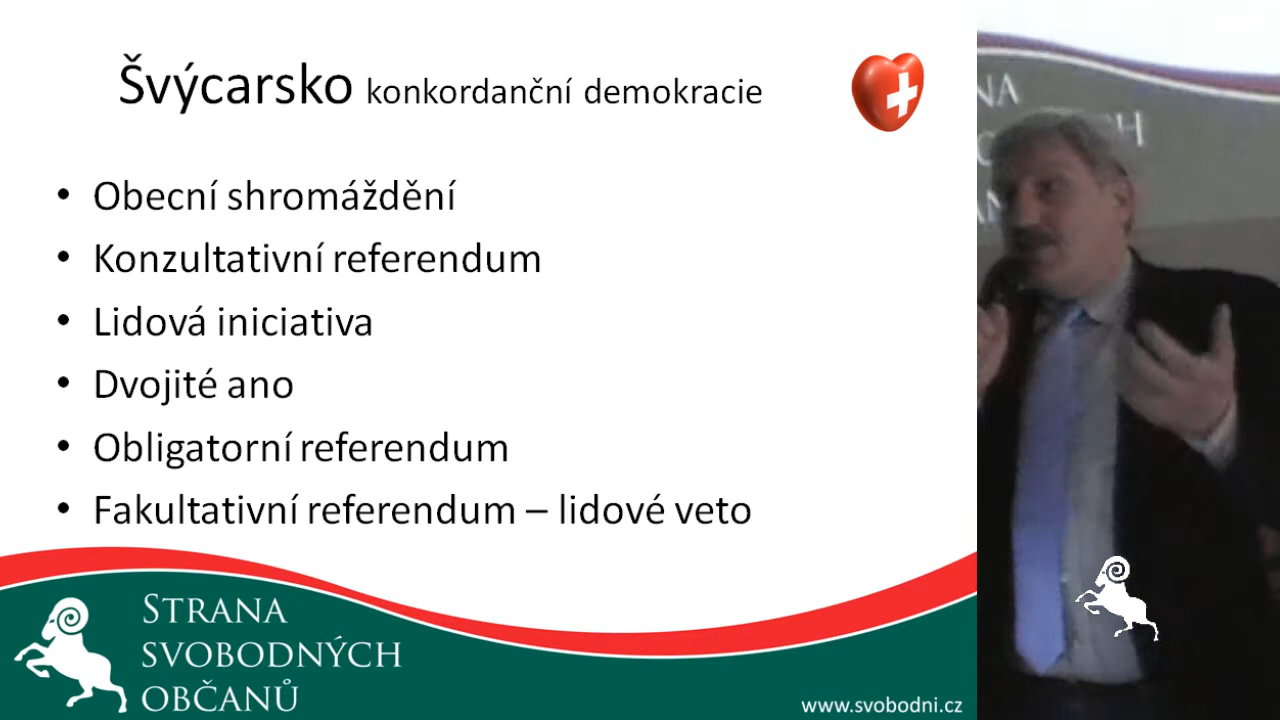 Švýcarsko konkordanční demokracie
• Obecní shromáždění
• Konzultativní referendum
• Lidová iniciativa
• Dvojité ano
• Obligatorní referendum
• Fakultativní referendum – lidové veto
STRANA
SVOBODNÝCH
OBČANŮ
www.svobodni.cz